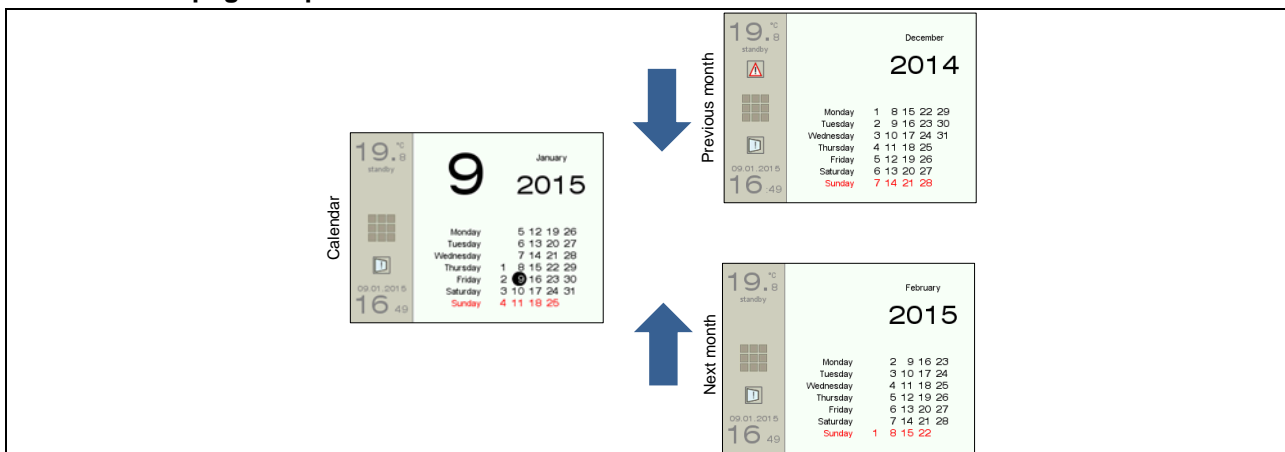 Calendar
19.8 °C
standby
09.01.2015
16 49
9
January
2015
Monday 5 12 19 26
Tuesday 6 13 20 27
Wednesday 7 14 21 28
Thursday 1 8 15 22 29
Friday 2 9 16 23 30
Saturday 3 10 17 24 31
Sunday 4 11 18 25
Previous month
19.8 °C
standby
09.01.2015
16:49
December
2014
Monday 1 8 15 22 29
Tuesday 2 9 16 23 30
Wednesday 3 10 17 24 31
Thursday 4 11 18 25
Friday 5 12 19 26
Saturday 6 13 20 27
Sunday 7 14 21 28
Next month
19.8 °C
standby
09.01.2015
16 49
February
2015
Monday 2 9 16 23
Tuesday 3 10 17 24
Wednesday 4 11 18 25
Thursday 5 12 19 26
Friday 6 13 20 27
Saturday 7 14 21 28
Sunday 1 8 15 22